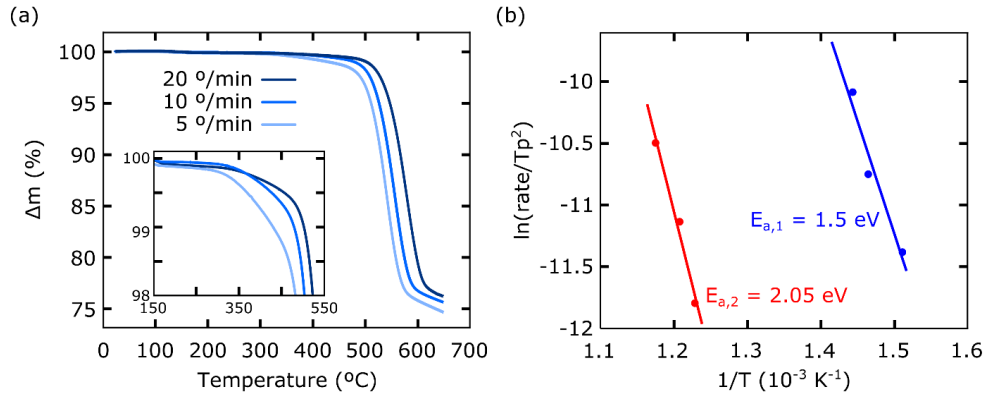 (a)
100
95
90
85
80
75
Δm (%)
20 º/min
10 º/min
5 º/min
100
99
98
150
350
550
0 100 200 300 400 500 600 700
Temperature (ºC)
(b)
-10
-10.5
-11
-11.5
-12
ln(rate/Tp²)
Eₐ,₁ = 1.5 eV
Eₐ,₂ = 2.05 eV
1.1 1.2 1.3 1.4 1.5 1.6
1/T (10⁻³ K⁻¹)